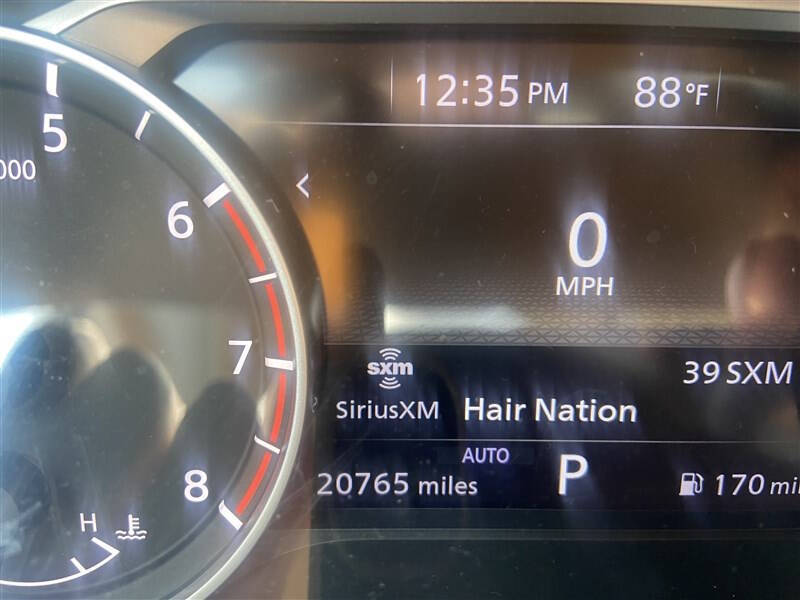 12:35 PM 88°F
5
000
6
0
MPH
7
8
H
sxm
39 SXM
SiriusXM Hair Nation
AUTO
20765 miles P 170